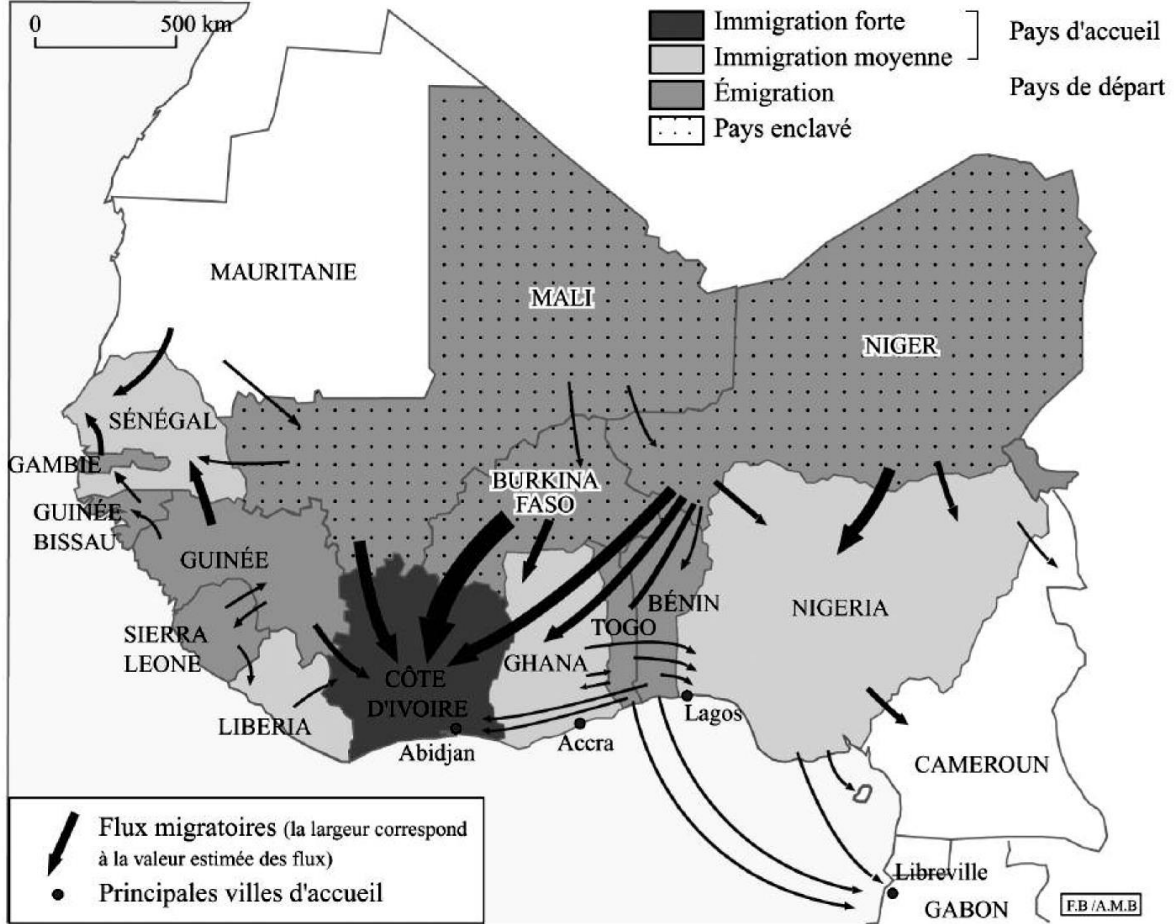 0 500 km
Immigration forte
Immigration moyenne
Pays d'accueil
Émigration
Pays de départ
Pays enclavé
MAURITANIE
MALI
NIGER
SÉNÉGAL
GAMBIE
BURKINA
FASO
GUINÉE
BISSAU
GUINÉE
BÉNIN
NIGERIA
TOGO
SIERRA
LEONE
GHANA
CÔTE
D'IVOIRE
LIBERIA
Lagos
Abidjan
Accra
CAMEROUN
Flux migratoires (la largeur correspond
à la valeur estimée des flux)
Principales villes d'accueil
Libreville
GABON
F.B /A.M.B